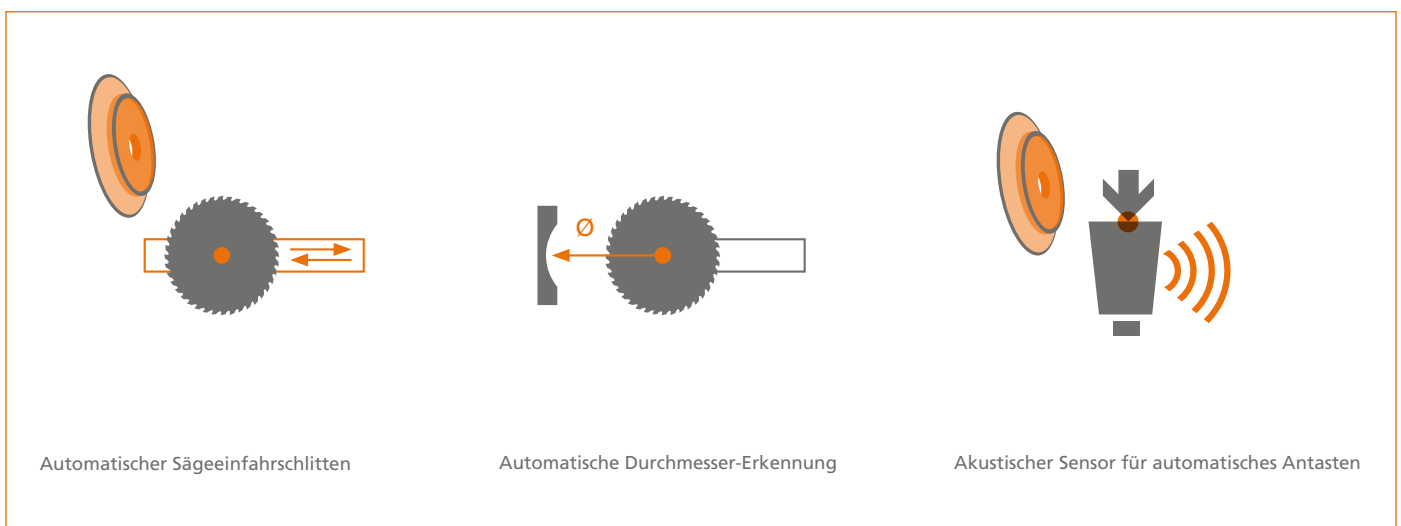 Ø
Automatischer Sägeeinfahrschlitten
Automatische Durchmesser-Erkennung
Akustischer Sensor für automatisches Antasten